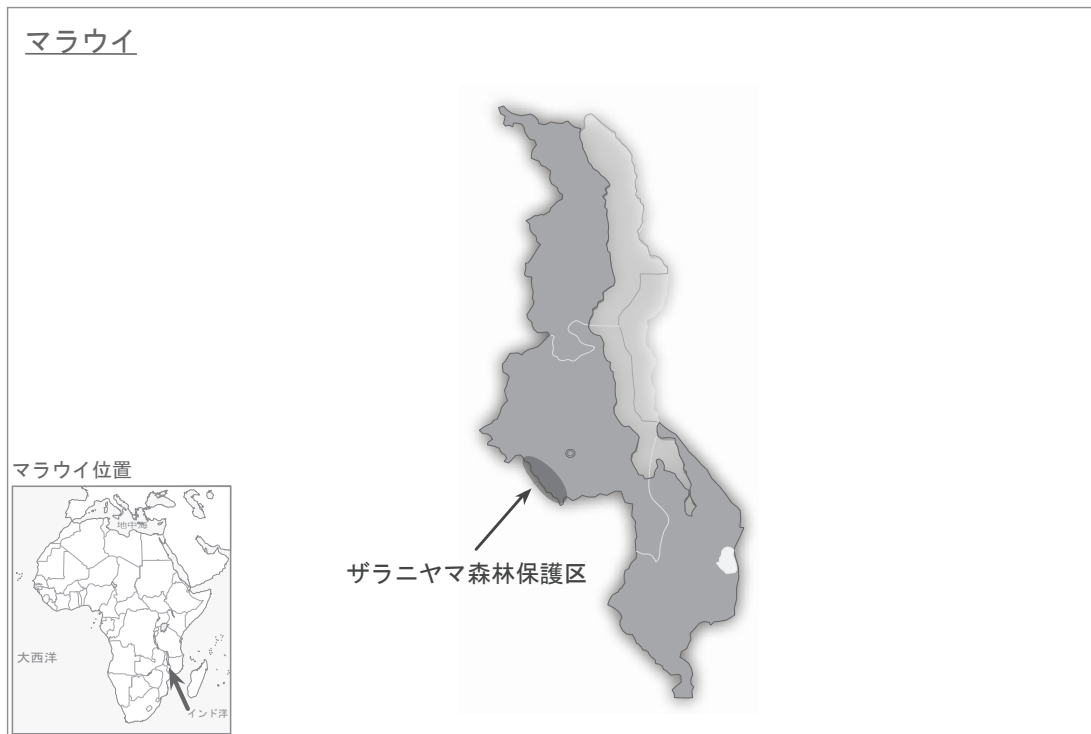 マラウイ
マラウイ位置
地中海
ザラニヤマ森林保護区
大西洋
インド洋